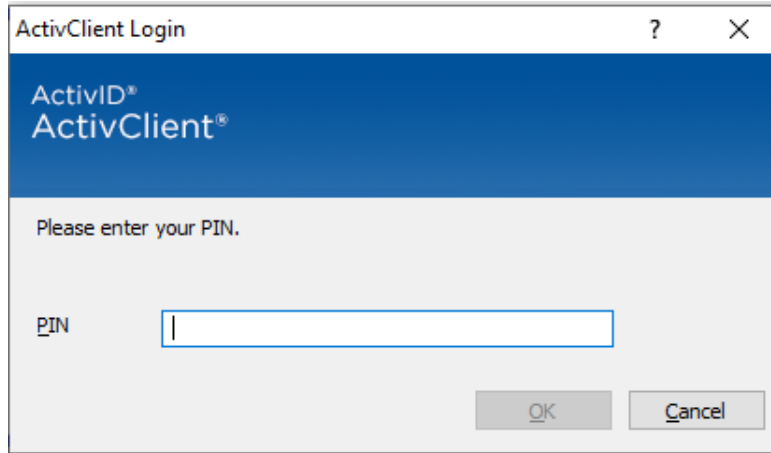 ActivClient Login ?
ActivID®
ActivClient®
Please enter your PIN.
PIN
OK Cancel